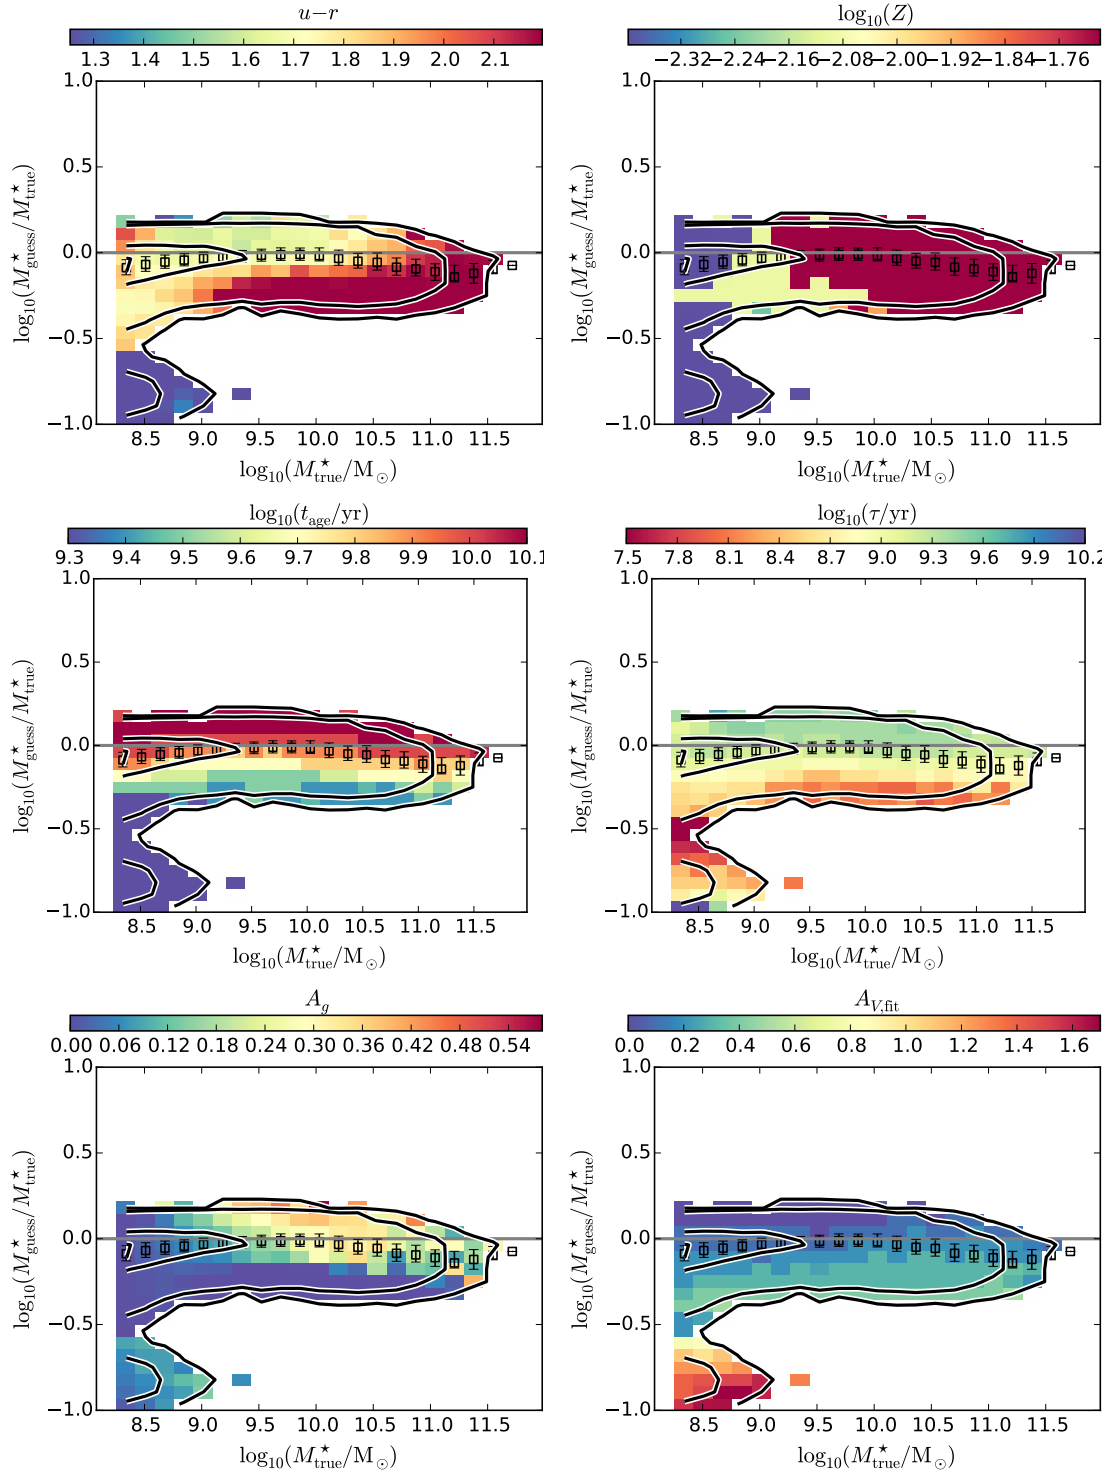 u−r
1.3 1.4 1.5 1.6 1.7 1.8 1.9 2.0 2.1
log₁₀(Z)
−2.32 −2.24 −2.16 −2.08 −2.00 −1.92 −1.84 −1.76
1.0
0.5
0.0
−0.5
−1.0
log₁₀(M★guess/M★true)
8.5 9.0 9.5 10.0 10.5 11.0 11.5
log₁₀(M★true/M⊙)
1.0
0.5
0.0
−0.5
−1.0
log₁₀(M★guess/M★true)
8.5 9.0 9.5 10.0 10.5 11.0 11.5
log₁₀(M★true/M⊙)
log₁₀(t_age/yr)
9.3 9.4 9.5 9.6 9.7 9.8 9.9 10.0 10.1
log₁₀(τ/yr)
7.5 7.8 8.1 8.4 8.7 9.0 9.3 9.6 9.9 10.2
1.0
0.5
0.0
−0.5
−1.0
log₁₀(M★guess/M★true)
8.5 9.0 9.5 10.0 10.5 11.0 11.5
log₁₀(M★true/M⊙)
1.0
0.5
0.0
−0.5
−1.0
log₁₀(M★guess/M★true)
8.5 9.0 9.5 10.0 10.5 11.0 11.5
log₁₀(M★true/M⊙)
A_g
0.00 0.06 0.12 0.18 0.24 0.30 0.36 0.42 0.48 0.54
A_V,fit
0.0 0.2 0.4 0.6 0.8 1.0 1.2 1.4 1.6
1.0
0.5
0.0
−0.5
−1.0
log₁₀(M★guess/M★true)
8.5 9.0 9.5 10.0 10.5 11.0 11.5
log₁₀(M★true/M⊙)
1.0
0.5
0.0
−0.5
−1.0
log₁₀(M★guess/M★true)
8.5 9.0 9.5 10.0 10.5 11.0 11.5
log₁₀(M★true/M⊙)